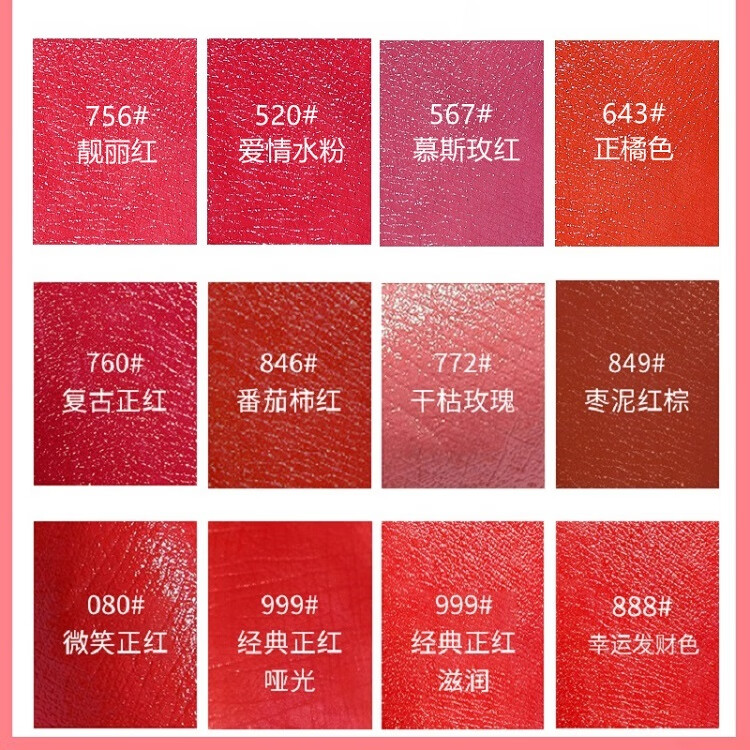 756#
靓丽红
520#
爱情水粉
567#
慕斯玫红
643#
正橘色
760#
复古正红
846#
番茄柿红
772#
干枯玫瑰
849#
枣泥红棕
080#
微笑正红
999#
经典正红
哑光
999#
经典正红
滋润
888#
幸运发财色